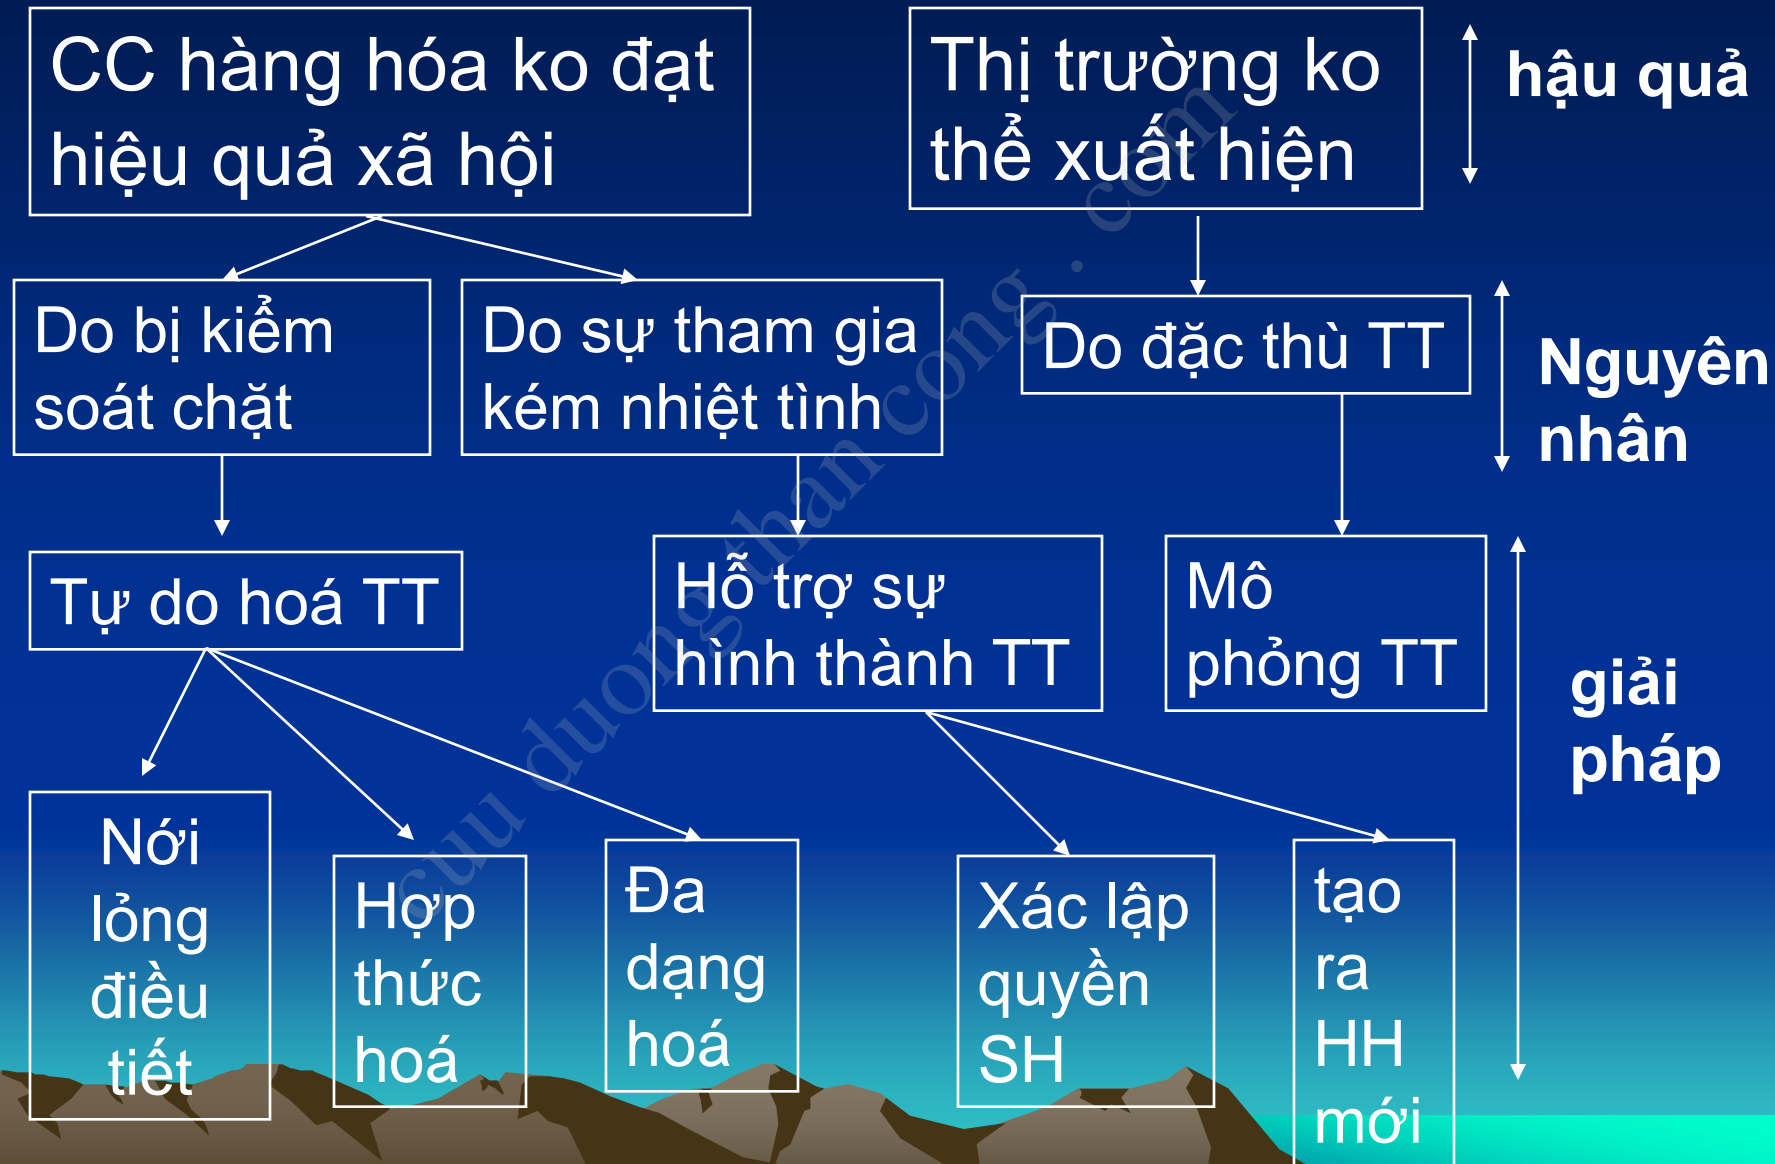 CC hàng hóa ko đạt
hiệu quả xã hội
Thị trường ko
thể xuất hiện
hậu quả
Do bị kiểm
soát chặt
Do sự tham gia
kém nhiệt tình
Do đặc thù TT
Nguyên
nhân
Tự do hoá TT
Hỗ trợ sự
hình thành TT
Mô
phỏng TT
giải
pháp
Nới
lỏng
điều
tiết
Hợp
thức
hoá
Đa
dạng
hoá
Xác lập
quyền
SH
tạo
ra
HH
mới
cuu duong than cong . com